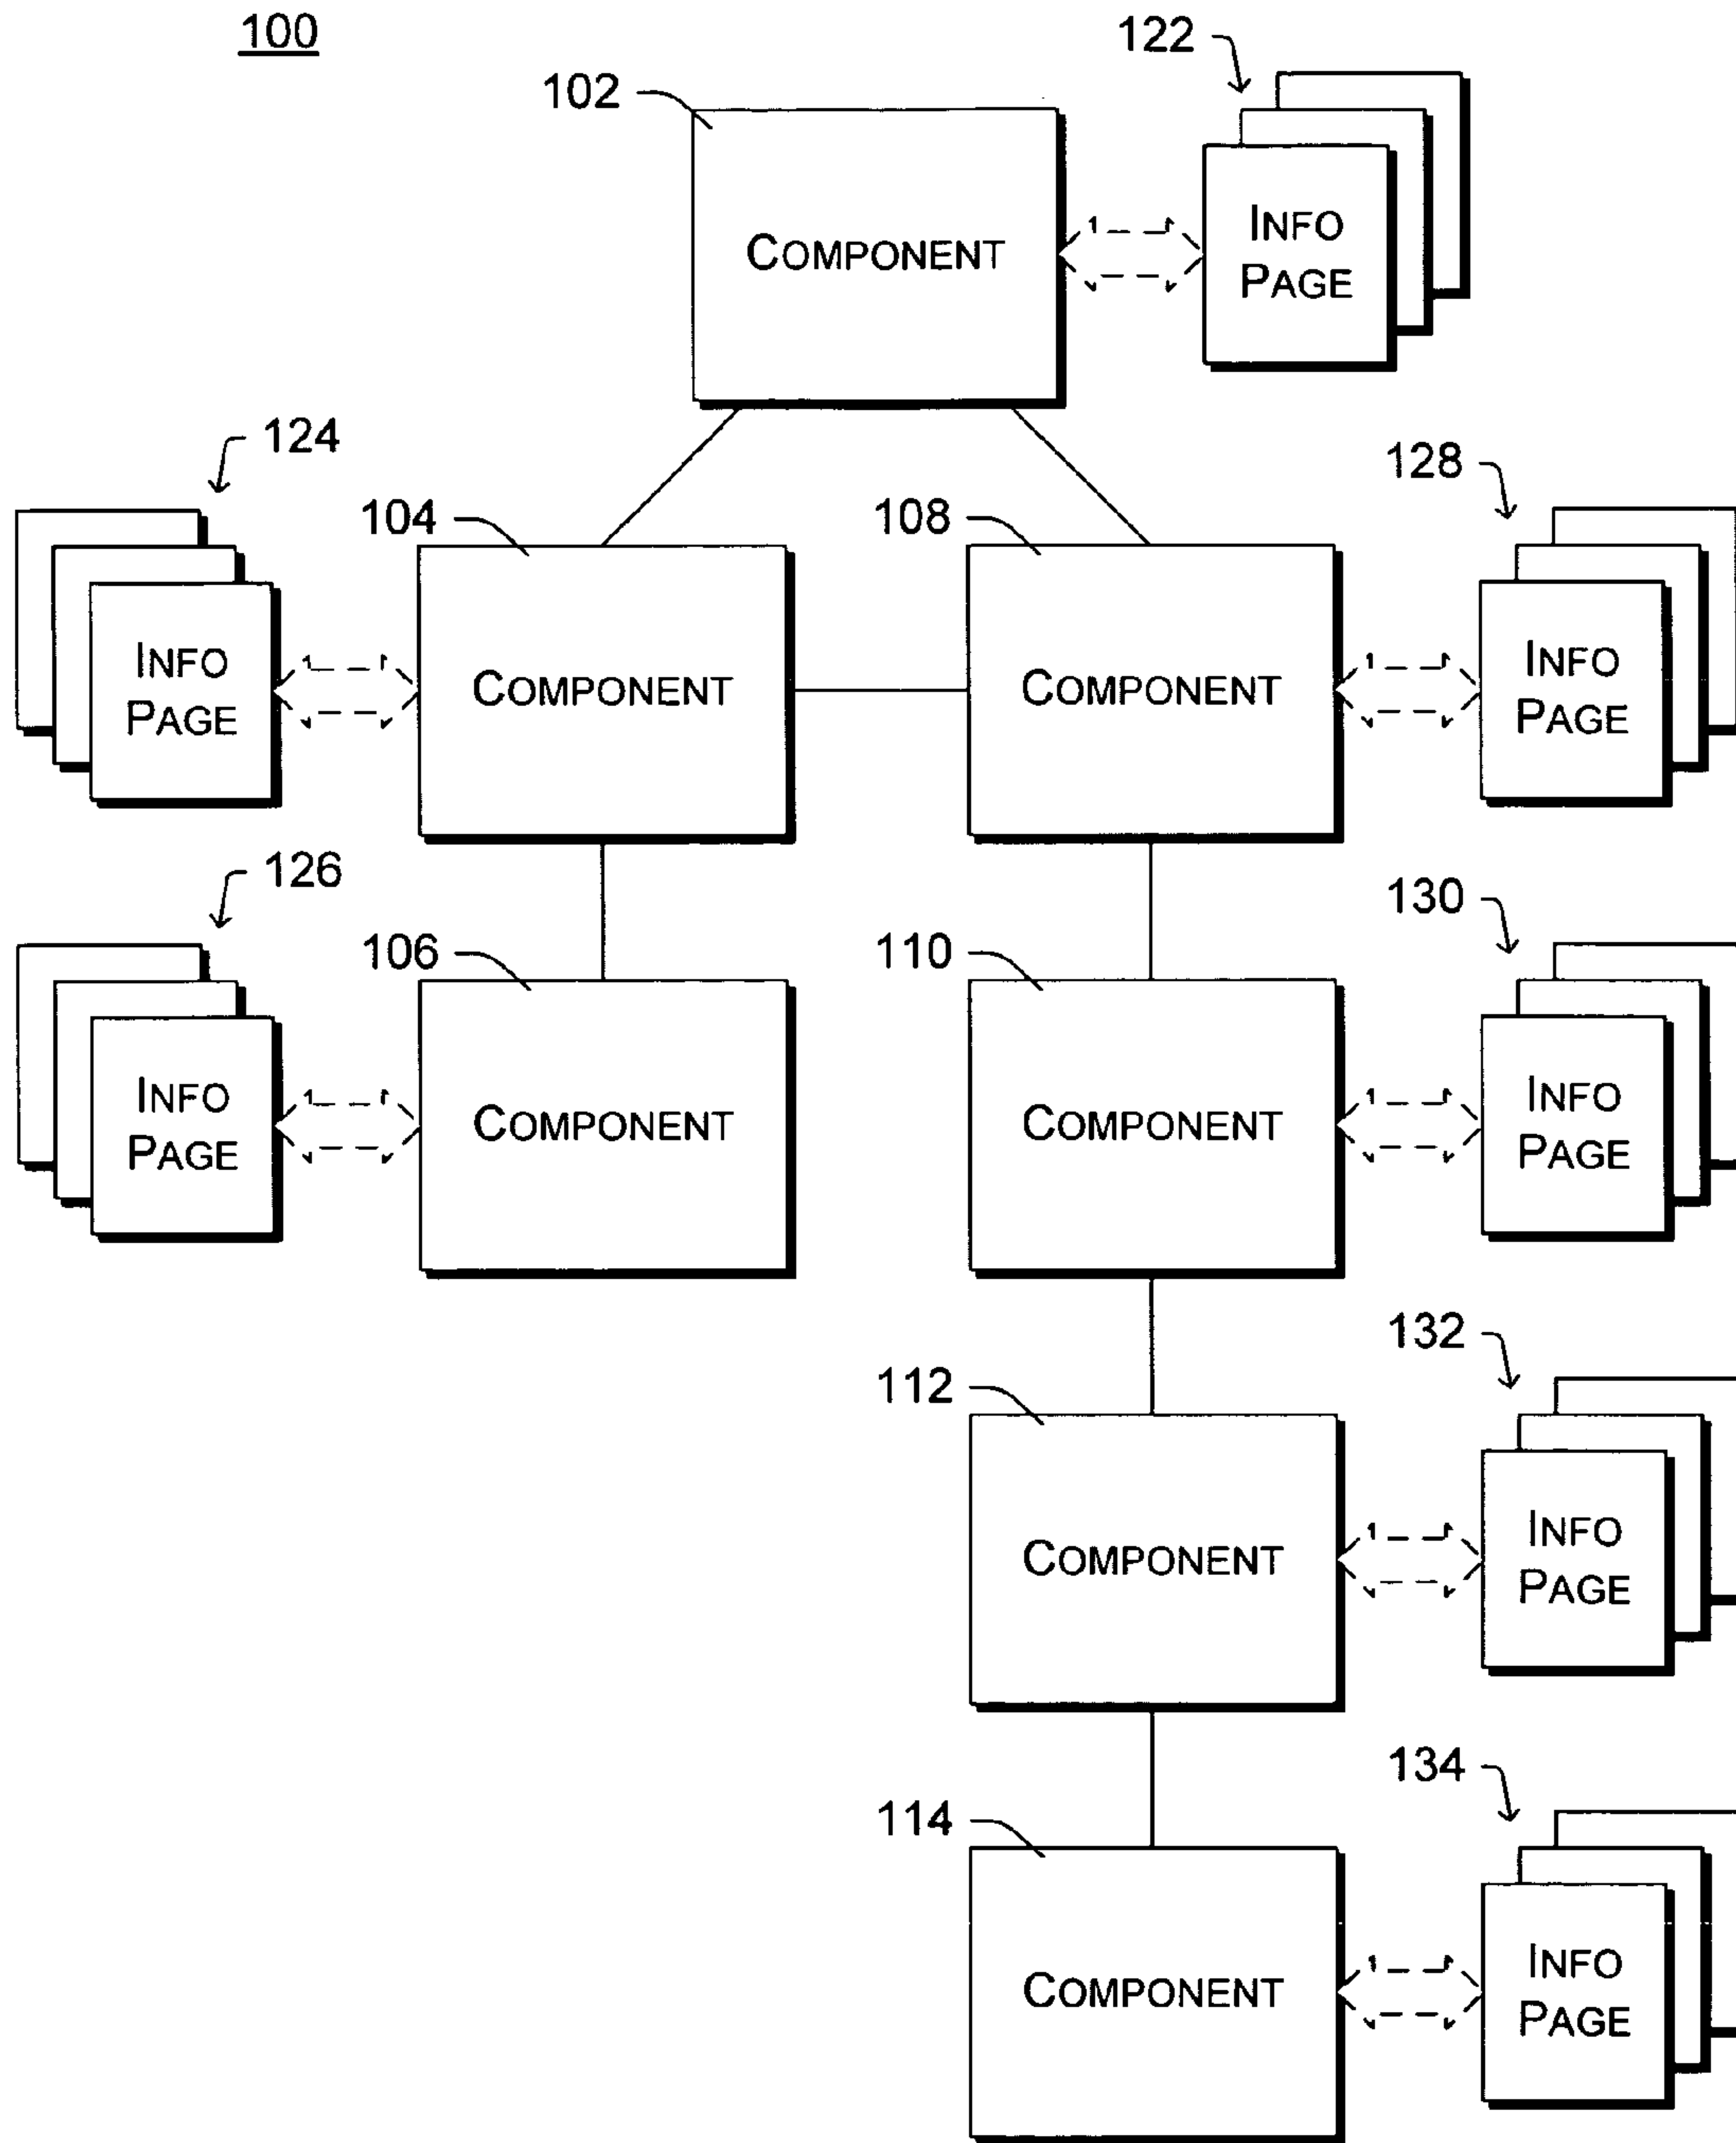 100
122
102
COMPONENT
INFO
PAGE
124
104
108
128
INFO
PAGE
COMPONENT
COMPONENT
INFO
PAGE
126
106
110
130
INFO
PAGE
COMPONENT
COMPONENT
INFO
PAGE
112
132
COMPONENT
INFO
PAGE
114
134
COMPONENT
INFO
PAGE